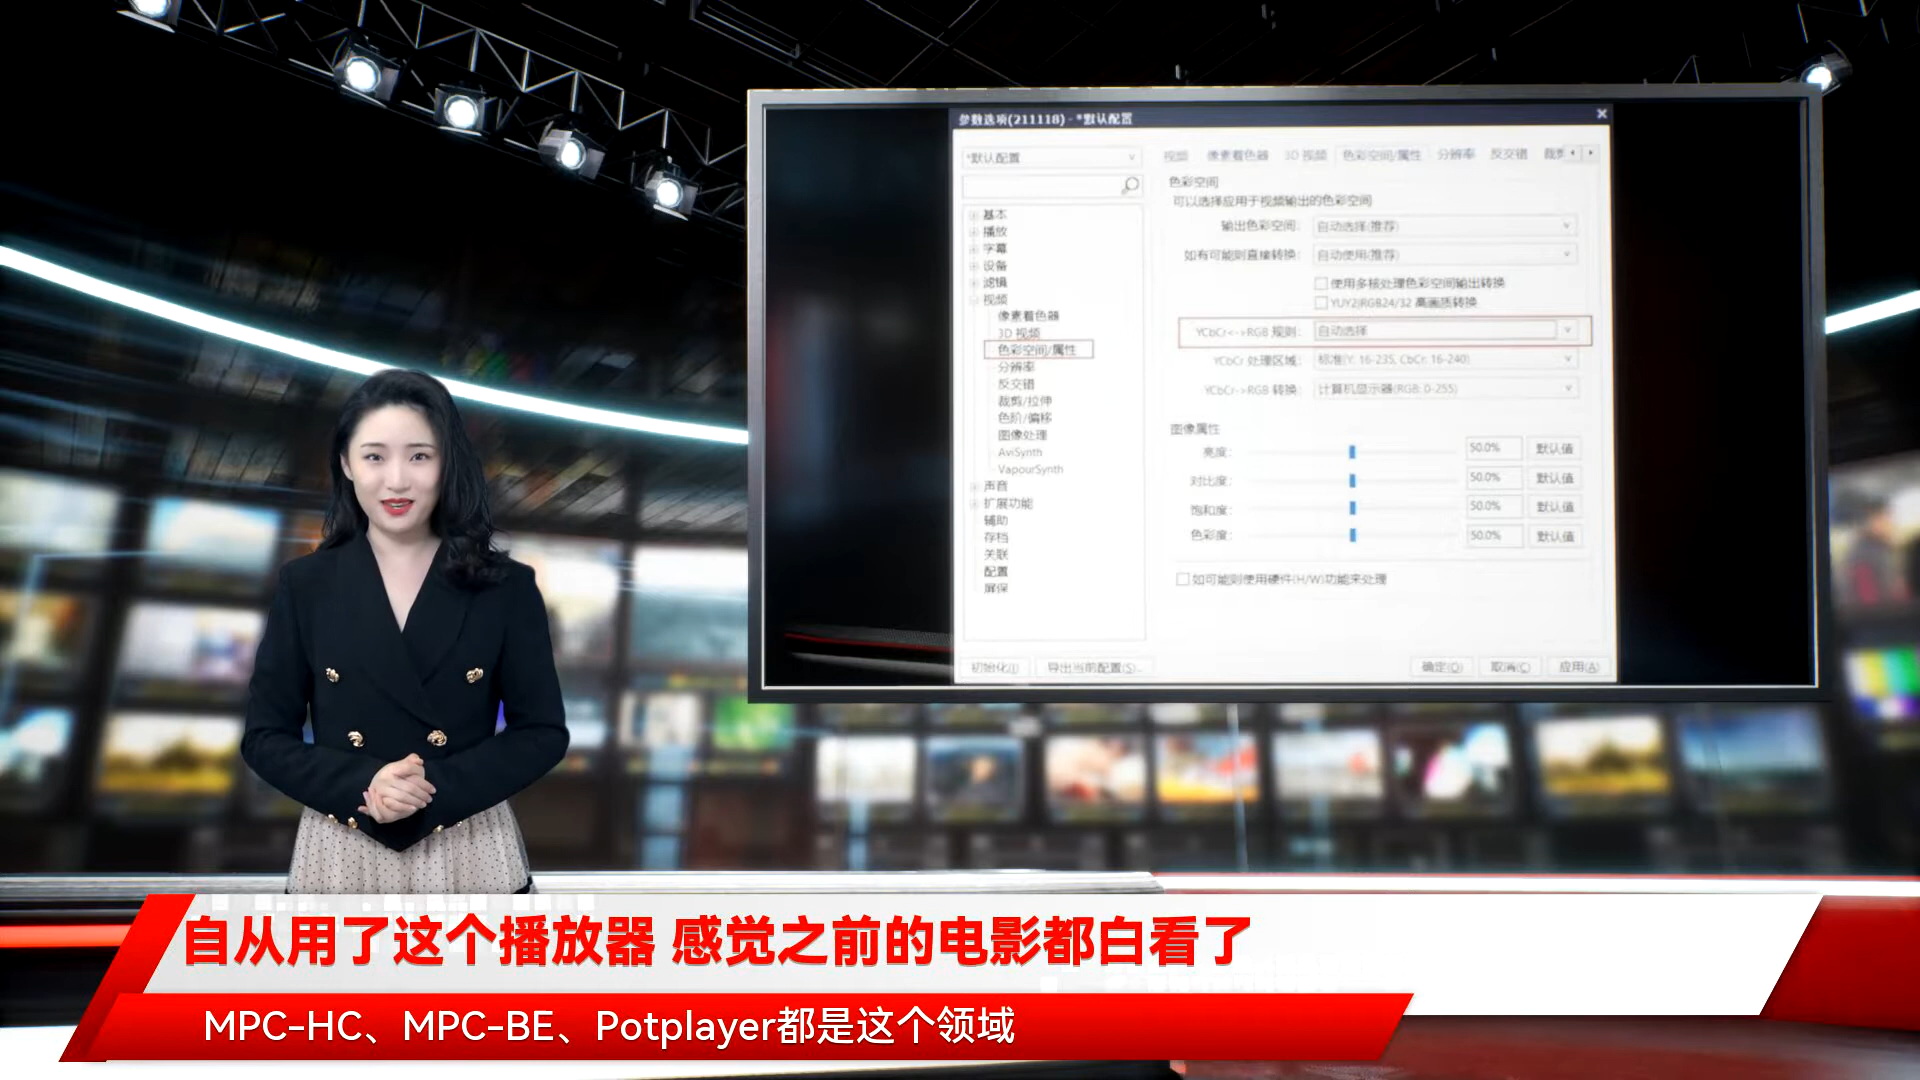 参数选项(211118) - *默认配置
*默认配置
基本
播放
字幕
设备
滤镜
视频
像素着色器
3D 视频
色彩空间/属性
分辨率
反交错
裁剪/拉伸
色阶/偏移
图像处理
AviSynth
VapourSynth
声音
扩展功能
辅助
存档
关联
配置
屏保
初始化(I)
导出当前配置(S)...
视频 像素着色器 3D 视频 色彩空间/属性 分辨率 反交错
色彩空间
可以选择应用于视频输出的色彩空间
输出色彩空间: 自动选择(推荐)
如有可能则直接转换: 自动使用(推荐)
使用多核处理色彩空间输出转换
YUY2|RGB24/32 高画质转换
YCbCr<->RGB 规则: 自动选择
YCbCr 处理区域: 标准(Y: 16-235, CbCr: 16-240)
YCbCr->RGB 转换: 计算机显示器(RGB: 0-255)
图像属性
亮度: 50.0% 默认值
对比度: 50.0% 默认值
饱和度: 50.0% 默认值
色彩度: 50.0% 默认值
如可能则使用硬件(H/W)功能来处理
确定(O) 取消(C) 应用(A)
自从用了这个播放器 感觉之前的电影都白看了
MPC-HC、MPC-BE、Potplayer都是这个领域